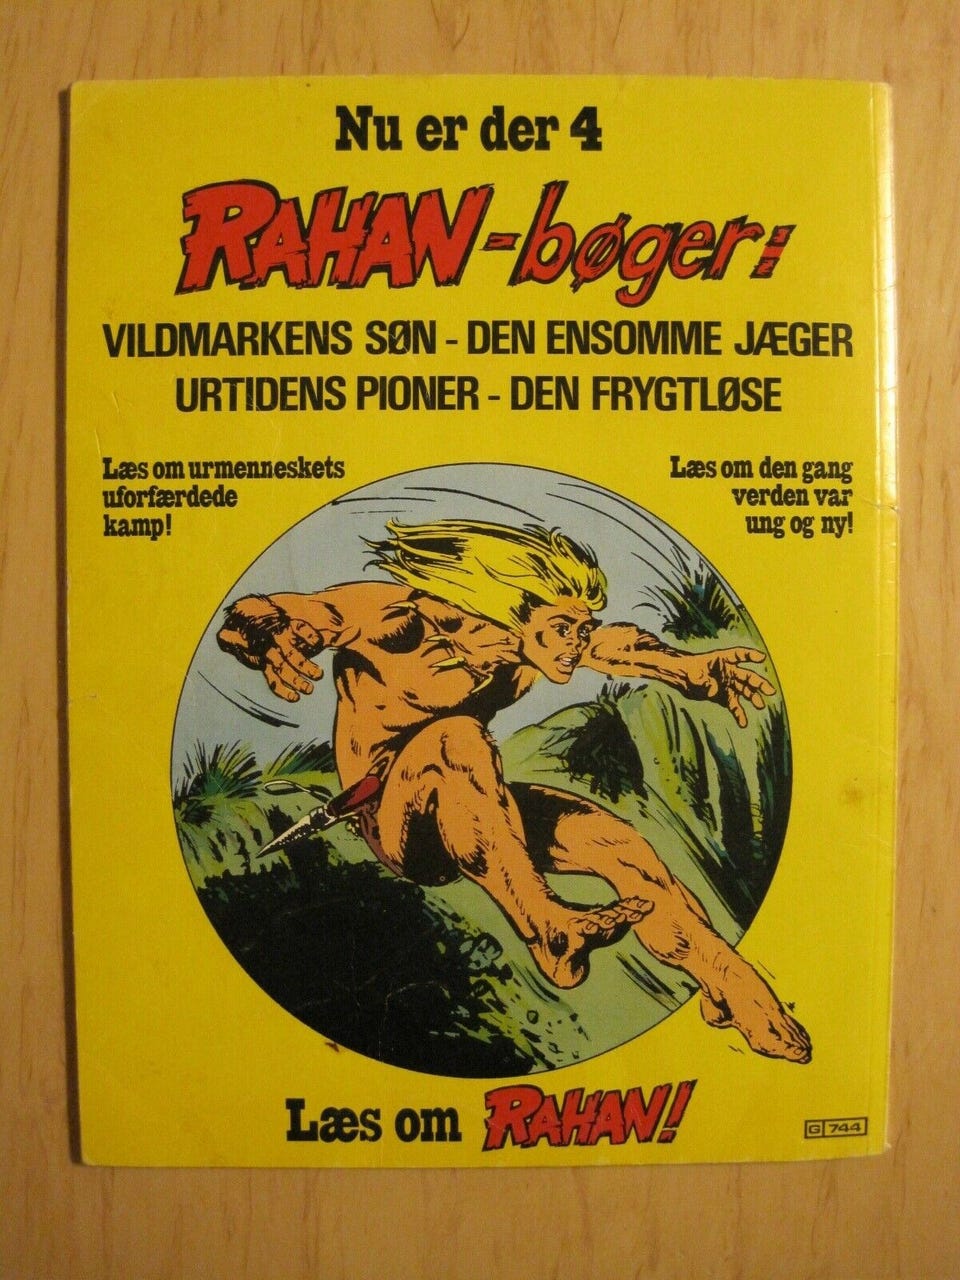 Nu er der 4
RAHAN-bøger:
VILDMARKENS SØN - DEN ENSOMME JÆGER
URTIDENS PIONER - DEN FRYGTLØSE
Læs om urmenneskets
uforfærdede
kamp!
Læs om den gang
verden var
ung og ny!
Læs om RAHAN!
G 744